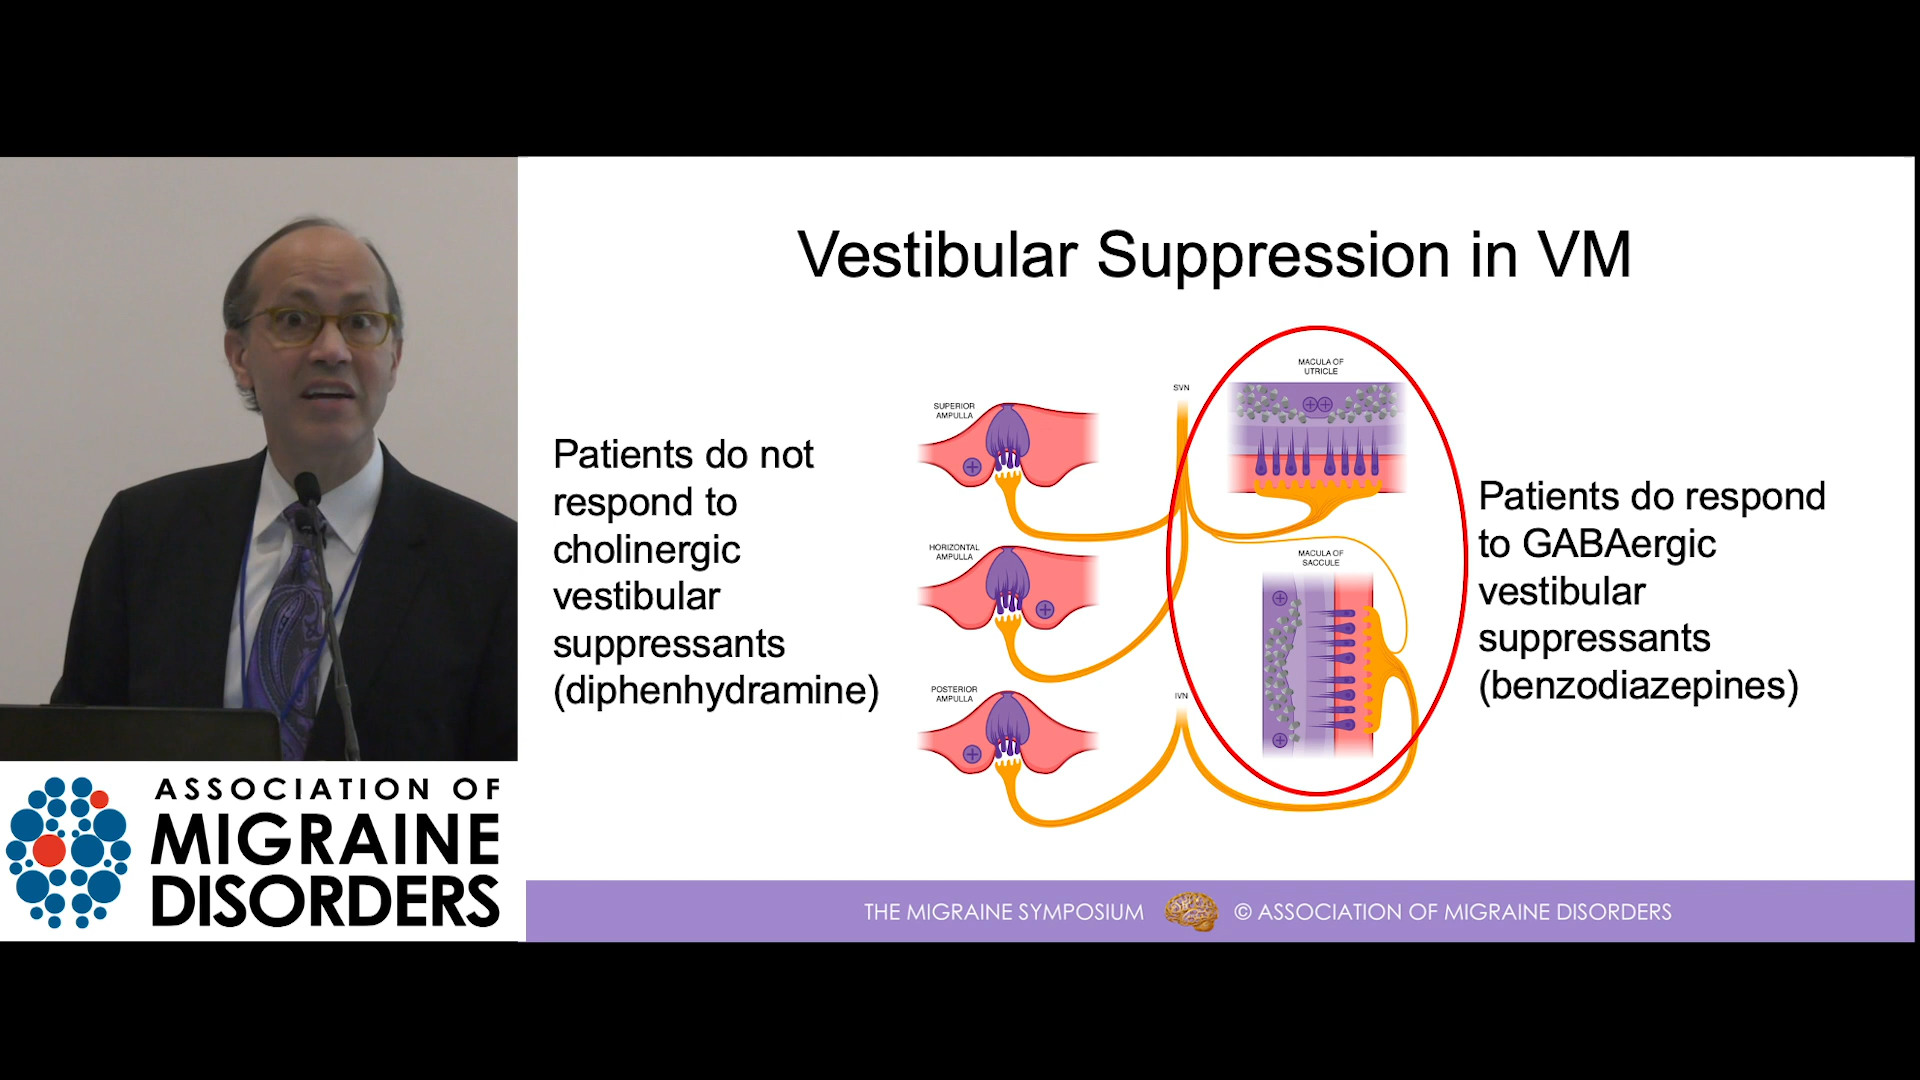 Vestibular Suppression in VM
Patients do not
respond to
cholinergic
vestibular
suppressants
(diphenhydramine)
SUPERIOR
AMPULLA
HORIZONTAL
AMPULLA
POSTERIOR
AMPULLA
SVN
IVN
MACULA OF
UTRICLE
MACULA OF
SACCULE
Patients do respond
to GABAergic
vestibular
suppressants
(benzodiazepines)
ASSOCIATION OF
MIGRAINE
DISORDERS
THE MIGRAINE SYMPOSIUM © ASSOCIATION OF MIGRAINE DISORDERS